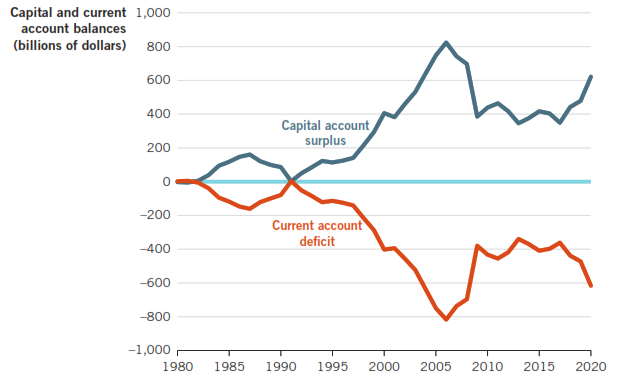 Capital and current
account balances
(billions of dollars)
1,000
800
600
400
200
0
–200
–400
–600
–800
–1,000
Capital account
surplus
Current account
deficit
1980 1985 1990 1995 2000 2005 2010 2015 2020